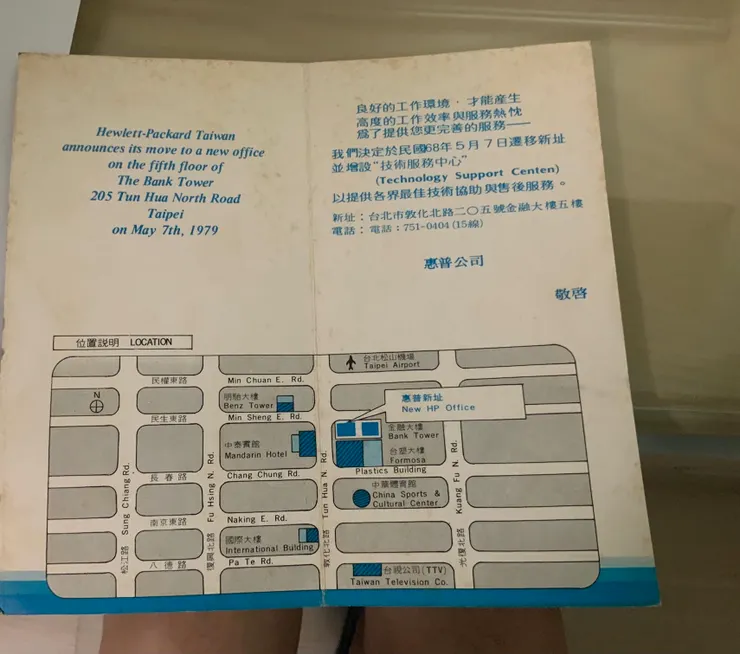 Hewlett-Packard Taiwan
announces its move to a new office
on the fifth floor of
The Bank Tower
205 Tun Hua North Road
Taipei
on May 7th, 1979
良好的工作環境，才能產生
高度的工作效率與服務熱忱
為了提供您更完善的服務──
我們決定於民國68年5月7日遷移新址
並增設“技術服務中心”
(Technology Support Centen)
以提供各界最佳技術協助與售後服務。
新址：台北市敦化北路二〇五號金融大樓五樓
電話：電話：751-0404 (15線)
惠普公司
敬啓
位置説明 LOCATION
台北松山機場
Taipei Airport
民權東路
Min Chuan E. Rd.
N
明馳大樓
Benz Tower
惠普新址
New HP Office
民生東路
Min Sheng E. Rd.
金融大樓
Bank Tower
中泰賓館
Mandarin Hotel
台塑大樓
Formosa
Plastics Building
長春路
Chang Chung Rd.
中華體育館
China Sports &
Cultural Center
南京東路
Naking E. Rd.
國際大樓
International Bulding
八德路
Pa Te Rd.
台視公司(TTV)
Taiwan Television Co.
松江路 Sung Chiang Rd.
復興北路 Fu Hsing N. Rd.
敦化北路 Tun Hua N. Rd.
光復北路 Kuang Fu N. Rd.